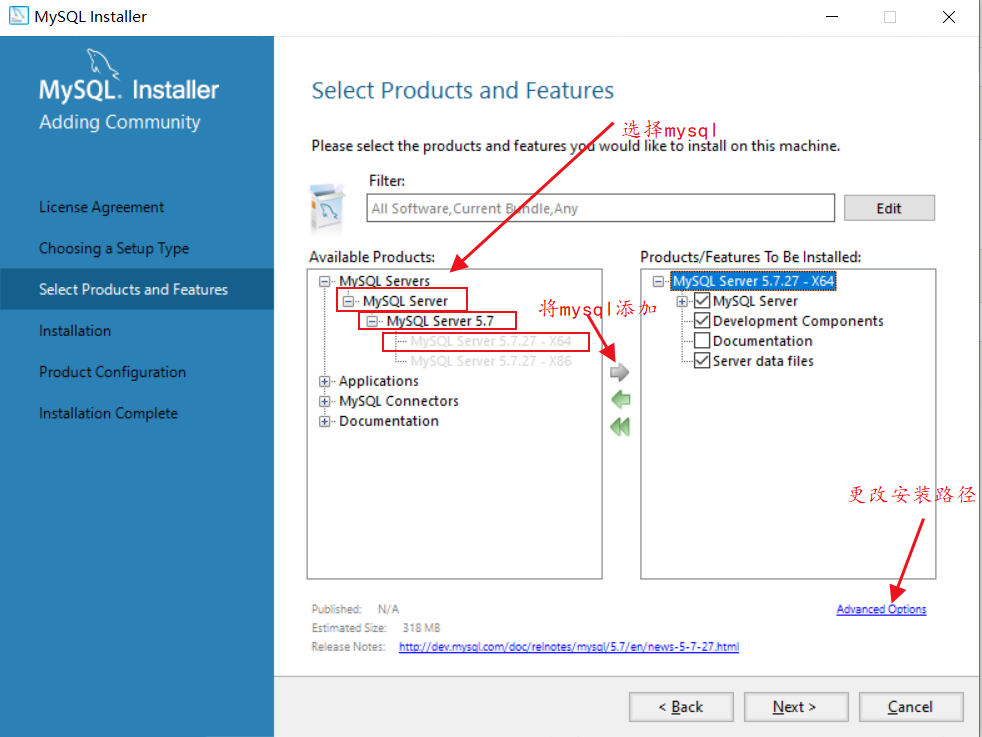 MySQL Installer
MySQL. Installer
Adding Community
License Agreement
Choosing a Setup Type
Select Products and Features
Installation
Product Configuration
Installation Complete
Select Products and Features
选择mysql
Please select the products and features you would like to install on this machine.
Filter:
All Software,Current Bundle,Any
Edit
Available Products:
MySQL Servers
MySQL Server
MySQL Server 5.7
MySQL Server 5.7.27 - X64
MySQL Server 5.7.27 - X86
Applications
MySQL Connectors
Documentation
将mysql添加
Products/Features To Be Installed:
MySQL Server 5.7.27 - X64
MySQL Server
Development Components
Documentation
Server data files
更改安装路径
Advanced Options
Published: N/A
Estimated Size: 318 MB
Release Notes: http://dev.mysql.com/doc/relnotes/mysql/5.7/en/news-5-7-27.html
< Back
Next >
Cancel